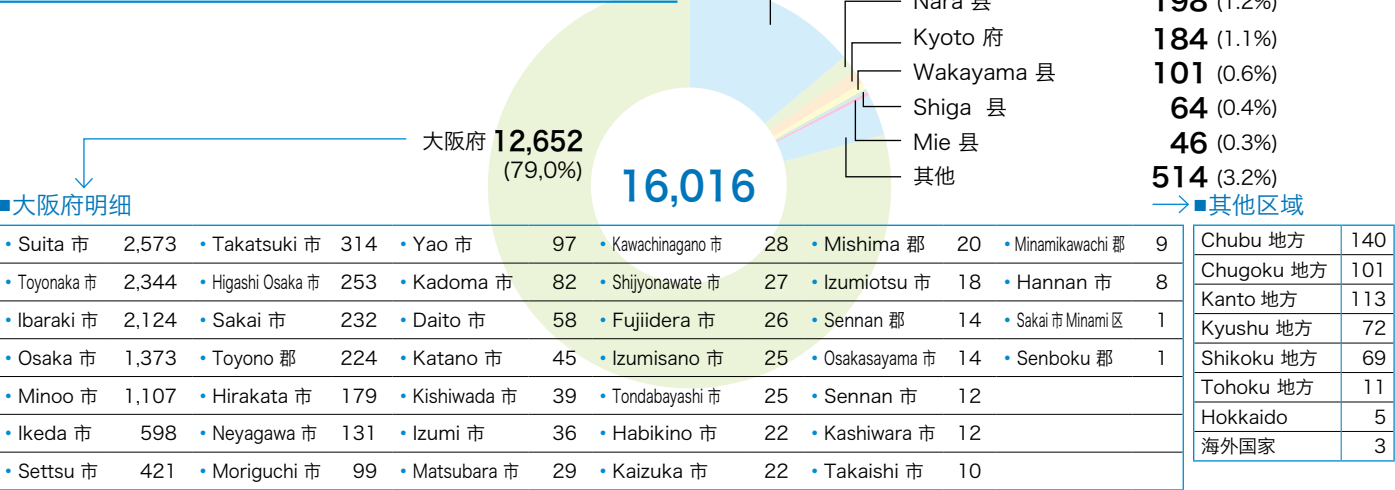 Nara 县 198 (1.2%)
Kyoto 府 184 (1.1%)
Wakayama 县 101 (0.6%)
Shiga 县 64 (0.4%)
Mie 县 46 (0.3%)
其他 514 (3.2%)
大阪府 12,652
(79,0%)
16,016
■大阪府明细
• Suita 市 2,573 • Takatsuki 市 314 • Yao 市 97 • Kawachinagano 市 28 • Mishima 郡 20 • Minamikawachi 郡 9
• Toyonaka 市 2,344 • Higashi Osaka 市 253 • Kadoma 市 82 • Shijyonawate 市 27 • Izumiotsu 市 18 • Hannan 市 8
• Ibaraki 市 2,124 • Sakai 市 232 • Daito 市 58 • Fujiidera 市 26 • Sennan 郡 14 • Sakai 市 Minami 区 1
• Osaka 市 1,373 • Toyono 郡 224 • Katano 市 45 • Izumisano 市 25 • Osakasayama 市 14 • Senboku 郡 1
• Minoo 市 1,107 • Hirakata 市 179 • Kishiwada 市 39 • Tondabayashi 市 25 • Sennan 市 12
• Ikeda 市 598 • Neyagawa 市 131 • Izumi 市 36 • Habikino 市 22 • Kashiwara 市 12
• Settsu 市 421 • Moriguchi 市 99 • Matsubara 市 29 • Kaizuka 市 22 • Takaishi 市 10
■其他区域
Chubu 地方 140
Chugoku 地方 101
Kanto 地方 113
Kyushu 地方 72
Shikoku 地方 69
Tohoku 地方 11
Hokkaido 5
海外国家 3